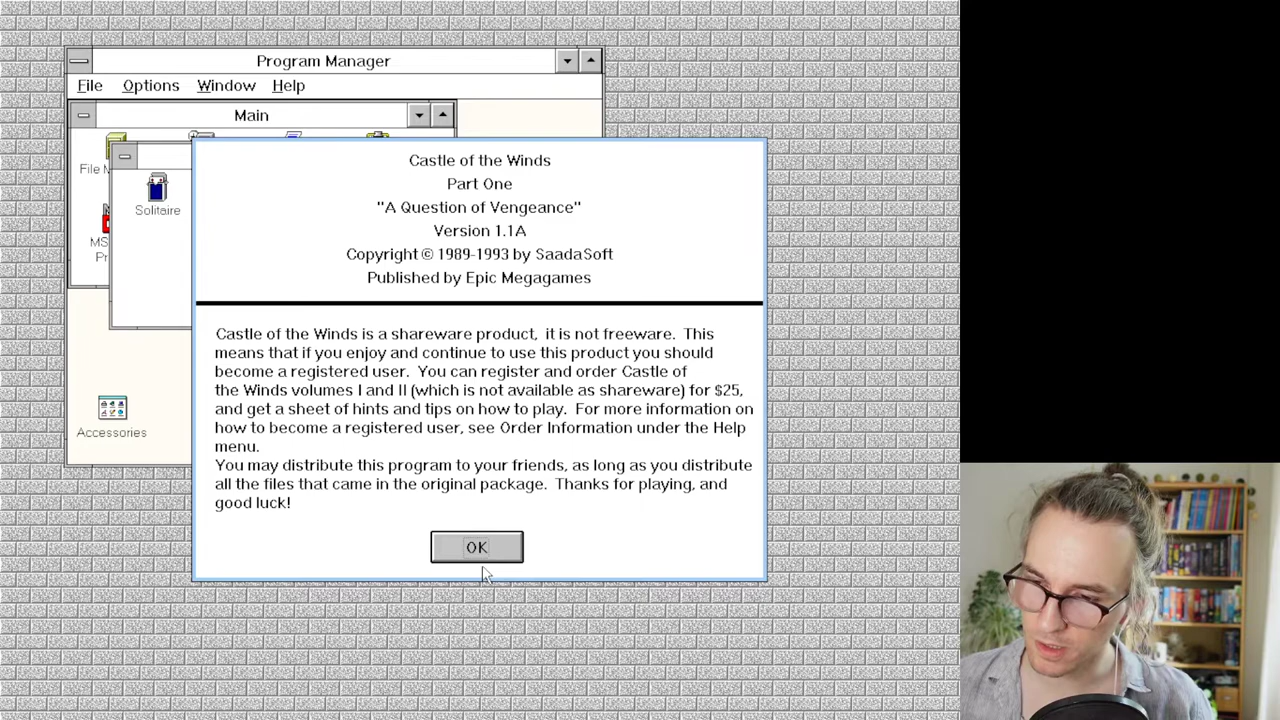 Program Manager
File Options Window Help
Main
File M
Solitaire
MS
Pr
Accessories
Castle of the Winds
Part One
"A Question of Vengeance"
Version 1.1A
Copyright © 1989-1993 by SaadaSoft
Published by Epic Megagames
Castle of the Winds is a shareware product,  it is not freeware.  This
means that if you enjoy and continue to use this product you should
become a registered user.  You can register and order Castle of
the Winds volumes I and II (which is not available as shareware) for $25,
and get a sheet of hints and tips on how to play.  For more information on
how to become a registered user, see Order Information under the Help
menu.
You may distribute this program to your friends, as long as you distribute
all the files that came in the original package.  Thanks for playing, and
good luck!
OK